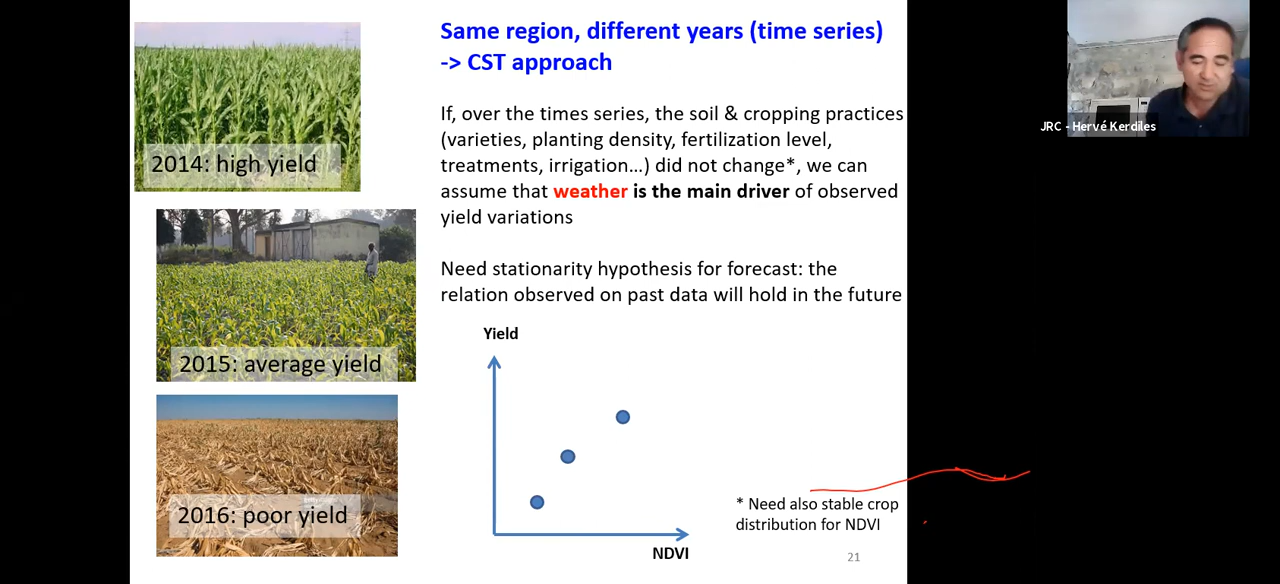 Same region, different years (time series)
-> CST approach
If, over the times series, the soil & cropping practices
(varieties, planting density, fertilization level,
treatments, irrigation…) did not change*, we can
assume that weather is the main driver of observed
yield variations
Need stationarity hypothesis for forecast: the
relation observed on past data will hold in the future
2014: high yield
2015: average yield
2016: poor yield
Yield
NDVI
* Need also stable crop
distribution for NDVI
21
JRC - Hervé Kerdiles